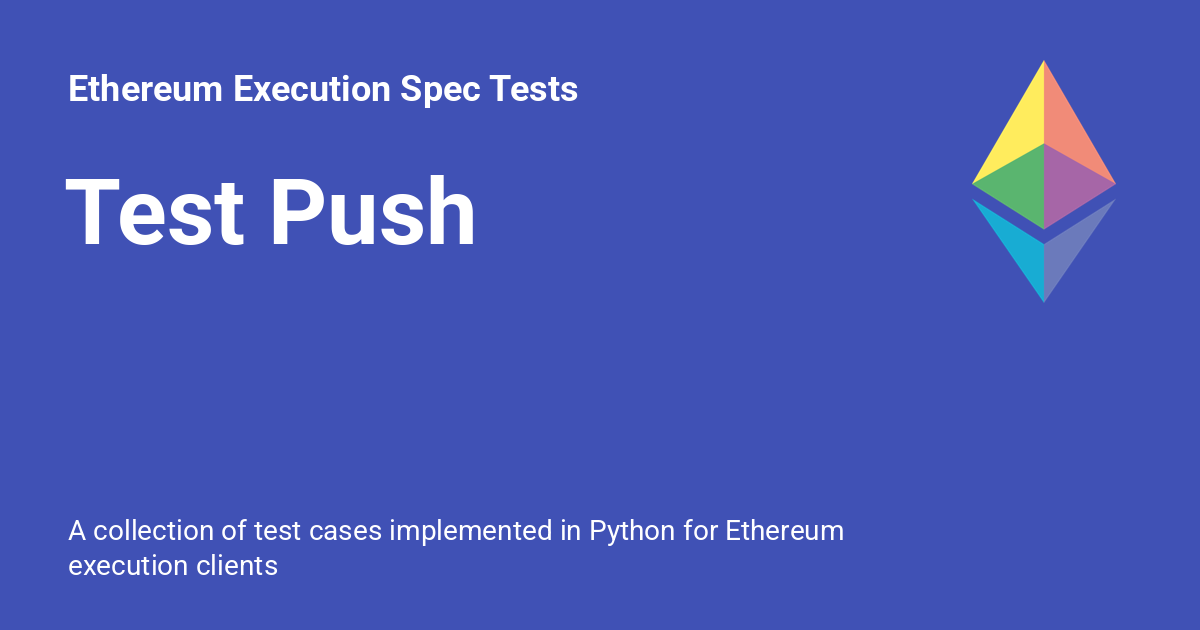 Ethereum Execution Spec Tests
Test Push
A collection of test cases implemented in Python for Ethereum
execution clients